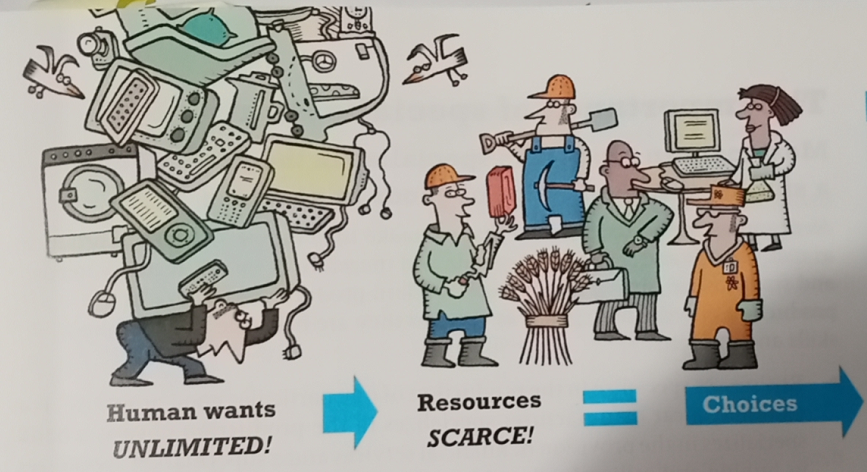 Human wants
UNLIMITED!
Resources
SCARCE!
=
Choices